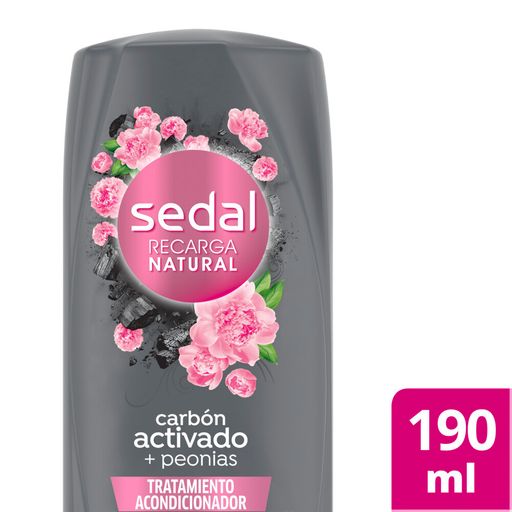 sedal
RECARGA
NATURAL
carbón
activado
+ peonias
TRATAMIENTO
ACONDICIONADOR
190
ml